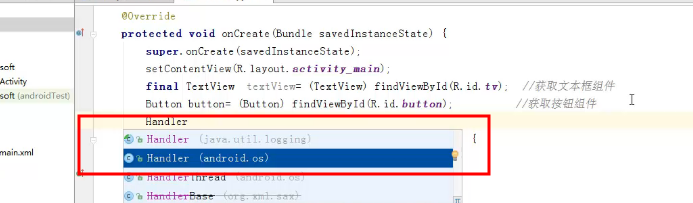 @Override
protected void onCreate(Bundle savedInstanceState) {
super.onCreate(savedInstanceState);
soft
setContentView(R.layout.activity_main);
Activity
final TextView textView= (TextView) findViewById(R.id.tv); //获取文本框组件
soft (androidTest)
Button button= (Button) findViewById(R.id.button); //获取按钮组件
Handler
Handler (java.util.logging) {
main.xml
Handler (android.os)
HandlerThread (android.os)
HandlerBase (org.xml.sax)